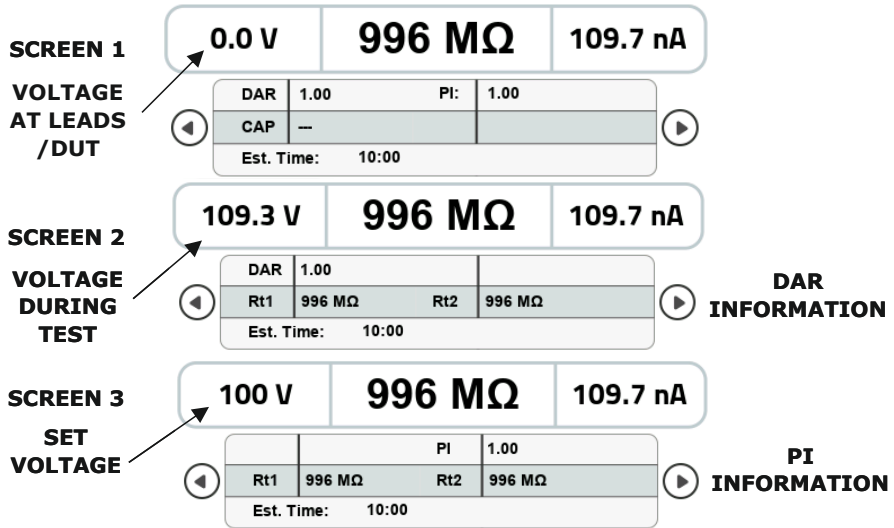 SCREEN 1
0.0 V 996 MΩ 109.7 nA
VOLTAGE
AT LEADS
/DUT
DAR 1.00 PI: 1.00
CAP ---
Est. Time: 10:00
SCREEN 2
109.3 V 996 MΩ 109.7 nA
VOLTAGE
DURING
TEST
DAR 1.00
Rt1 996 MΩ Rt2 996 MΩ
Est. Time: 10:00
DAR
INFORMATION
SCREEN 3
100 V 996 MΩ 109.7 nA
SET
VOLTAGE
PI 1.00
Rt1 996 MΩ Rt2 996 MΩ
Est. Time: 10:00
PI
INFORMATION